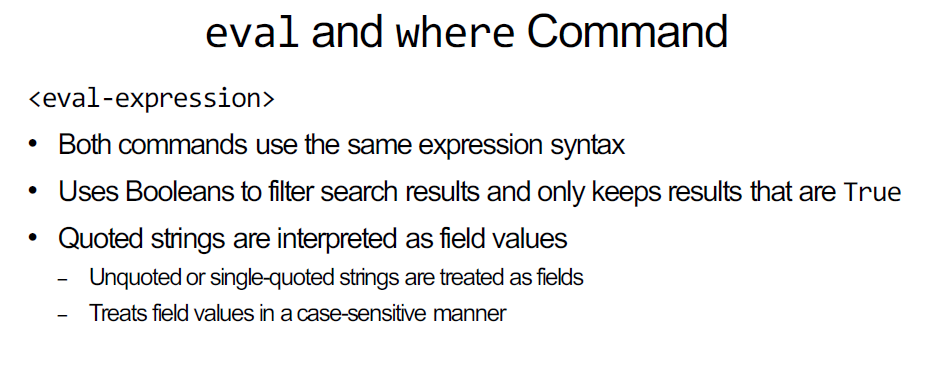 eval and where Command
<eval-expression>
• Both commands use the same expression syntax
• Uses Booleans to filter search results and only keeps results that are True
• Quoted strings are interpreted as field values
– Unquoted or single-quoted strings are treated as fields
– Treats field values in a case-sensitive manner